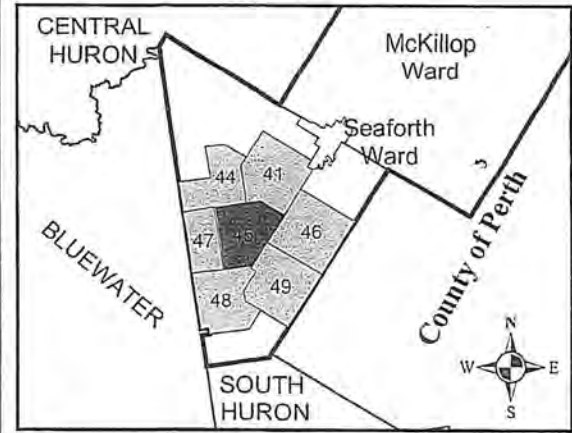 CENTRAL
HURON
McKillop
Ward
Seaforth
Ward
44
41
47
45
46
48
49
BLUEWATER
County of Perth
SOUTH
HURON
N
W
E
S